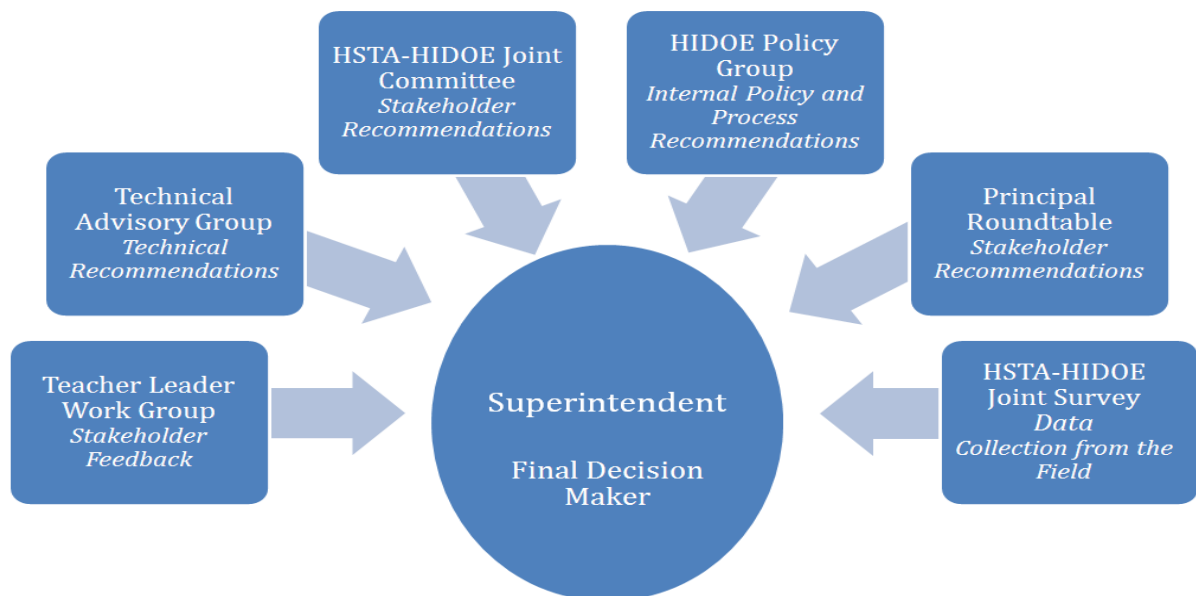 HSTA-HIDOE Joint
Committee
Stakeholder
Recommendations
HIDOE Policy
Group
Internal Policy and
Process
Recommendations
Technical
Advisory Group
Technical
Recommendations
Principal
Roundtable
Stakeholder
Recommendations
Teacher Leader
Work Group
Stakeholder
Feedback
Superintendent
Final Decision
Maker
HSTA-HIDOE
Joint Survey
Data
Collection from the
Field